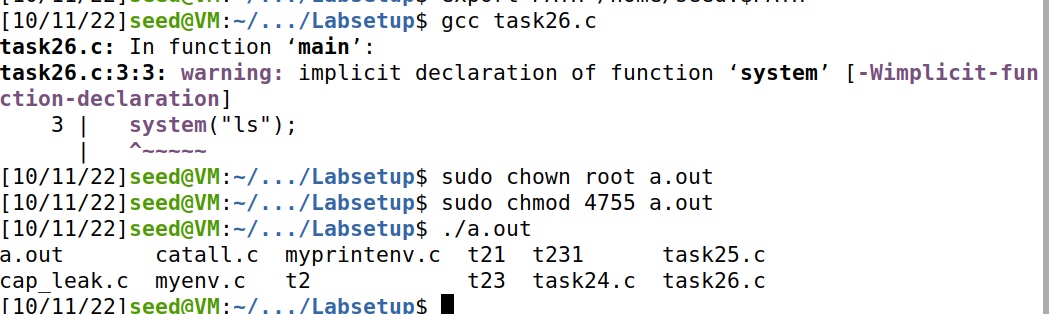 [10/11/22]seed@VM:~/.../Labsetup$ gcc task26.c
task26.c: In function ‘main’:
task26.c:3:3: warning: implicit declaration of function ‘system’ [-Wimplicit-fun
ction-declaration]
    3 |   system("ls");
      |   ^~~~~~
[10/11/22]seed@VM:~/.../Labsetup$ sudo chown root a.out
[10/11/22]seed@VM:~/.../Labsetup$ sudo chmod 4755 a.out
[10/11/22]seed@VM:~/.../Labsetup$ ./a.out
a.out       catall.c  myprintenv.c  t21  t231      task25.c
cap_leak.c  myenv.c   t2            t23  task24.c  task26.c
[10/11/22]seed@VM:~/.../Labsetup$